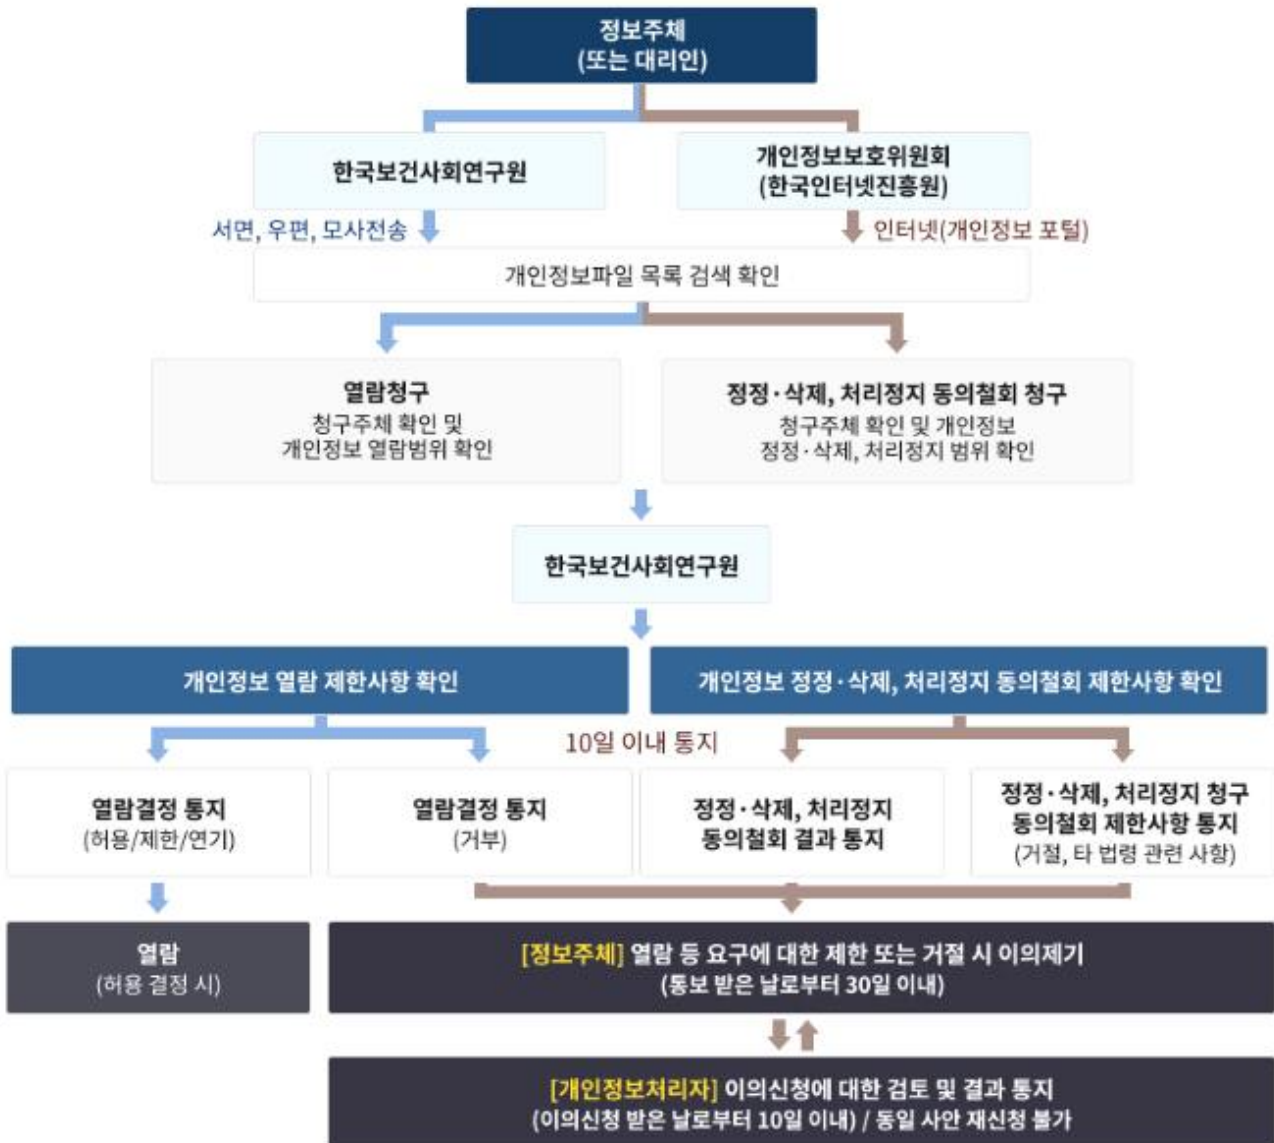 정보주체
(또는 대리인)
한국보건사회연구원
개인정보보호위원회
(한국인터넷진흥원)
서면, 우편, 모사전송
인터넷(개인정보 포털)
개인정보파일 목록 검색 확인
열람청구
청구주체 확인 및
개인정보 열람범위 확인
정정·삭제, 처리정지 동의철회 청구
청구주체 확인 및 개인정보
정정·삭제, 처리정지 범위 확인
한국보건사회연구원
개인정보 열람 제한사항 확인
개인정보 정정·삭제, 처리정지 동의철회 제한사항 확인
10일 이내 통지
열람결정 통지
(허용/제한/연기)
열람결정 통지
(거부)
정정·삭제, 처리정지
동의철회 결과 통지
정정·삭제, 처리정지 청구
동의철회 제한사항 통지
(거절, 타 법령 관련 사항)
열람
(허용 결정 시)
[정보주체] 열람 등 요구에 대한 제한 또는 거절 시 이의제기
(통보 받은 날로부터 30일 이내)
[개인정보처리자] 이의신청에 대한 검토 및 결과 통지
(이의신청 받은 날로부터 10일 이내) / 동일 사안 재신청 불가